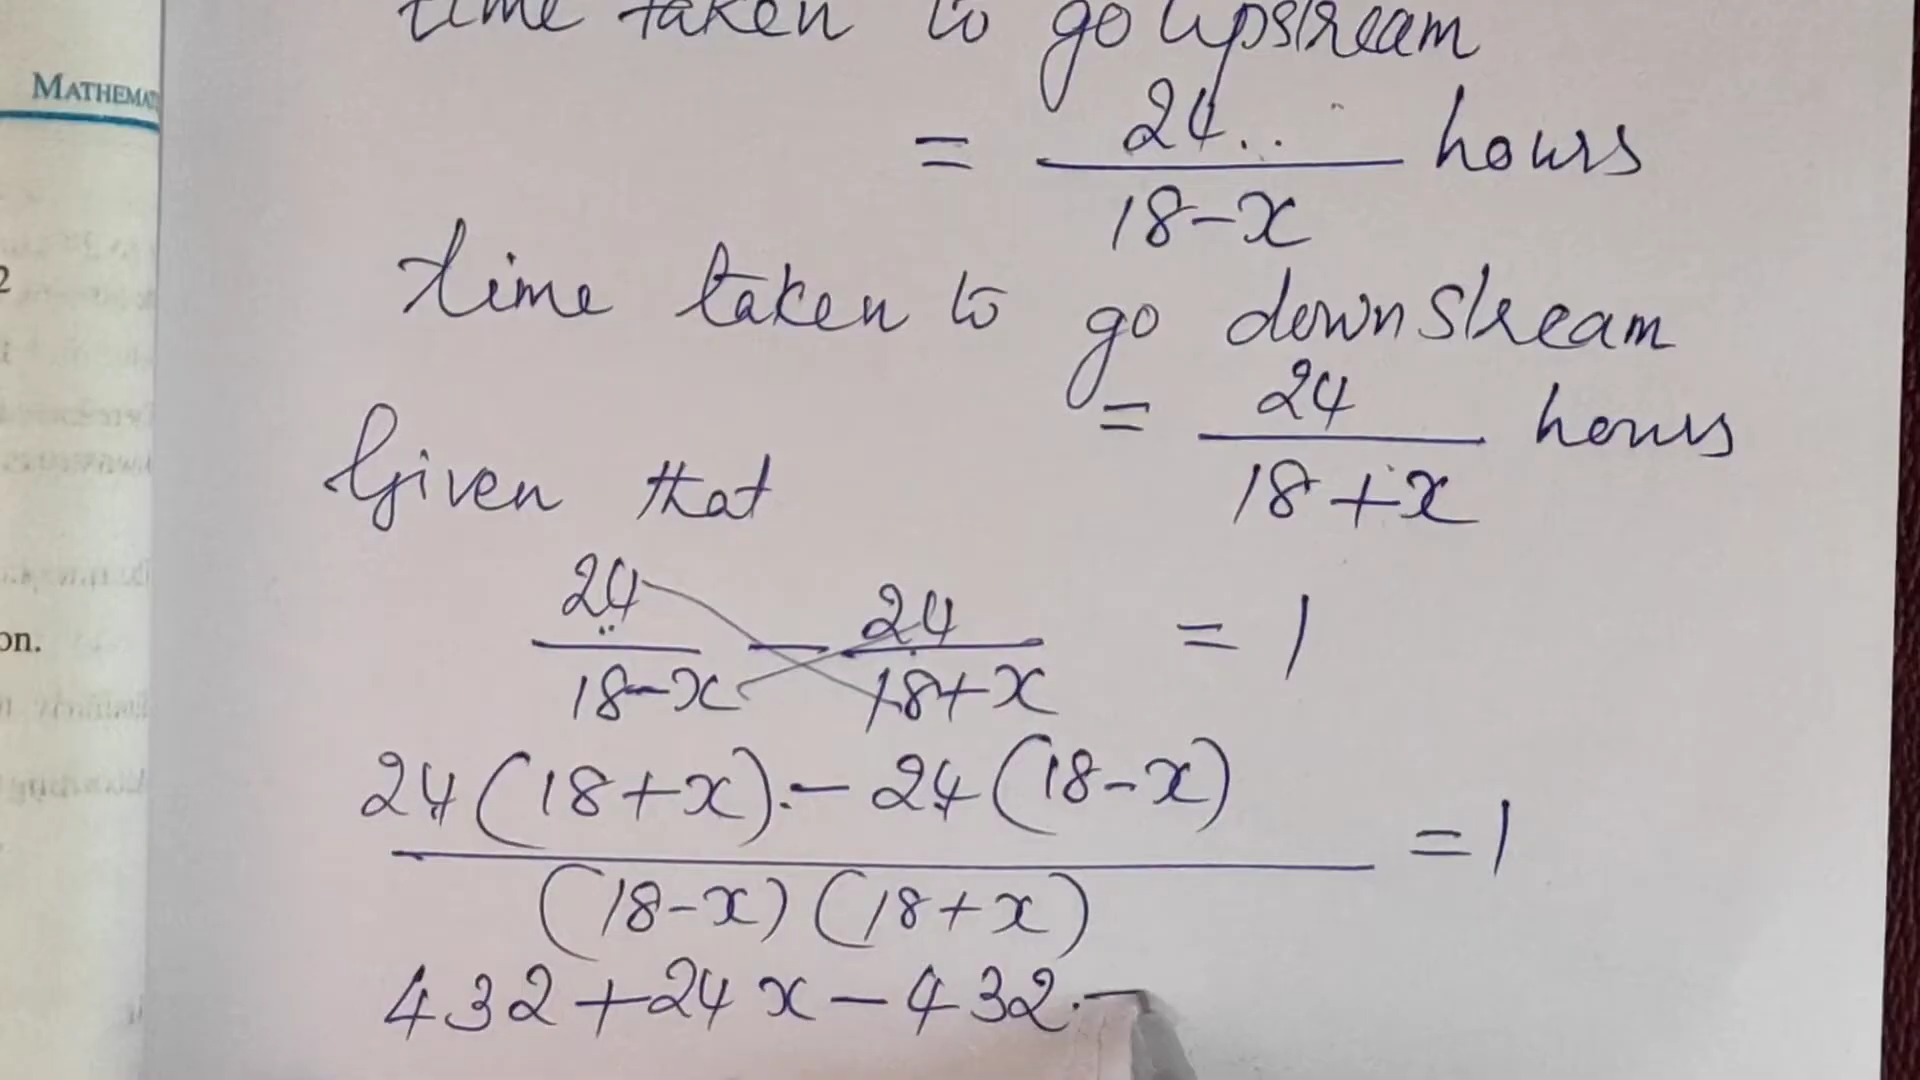 time taken to go upstream
MATHEMA
= 24.. / 18-x hours
time taken to go downstream
= 24 / 18+x hours
Given that
24 / 18-x - 24 / 18+x = 1
on.
24(18+x) - 24(18-x) / (18-x)(18+x) = 1
432+24x-432.-